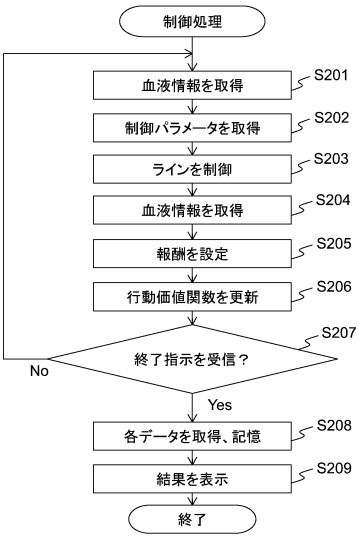 制御処理
血液情報を取得 S201
制御パラメータを取得 S202
ラインを制御 S203
血液情報を取得 S204
報酬を設定 S205
行動価値関数を更新 S206
終了指示を受信？ S207
No
Yes
各データを取得、記憶 S208
結果を表示 S209
終了